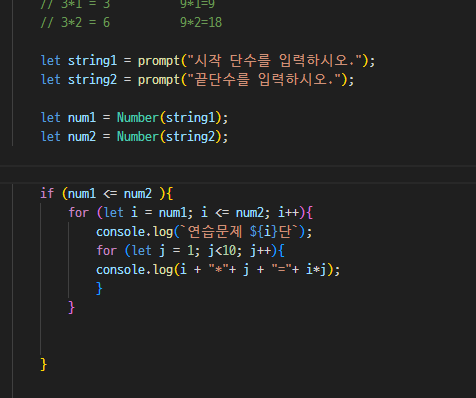 // 3*1 = 3 9*1=9
// 3*2 = 6 9*2=18
let string1 = prompt("시작 단수를 입력하시오.");
let string2 = prompt("끝단수를 입력하시오.");
let num1 = Number(string1);
let num2 = Number(string2);
if (num1 <= num2 ){
for (let i = num1; i <= num2; i++){
console.log(`연습문제 ${i}단`);
for (let j = 1; j<10; j++){
console.log(i + "*"+ j + "="+ i*j);
}
}
}